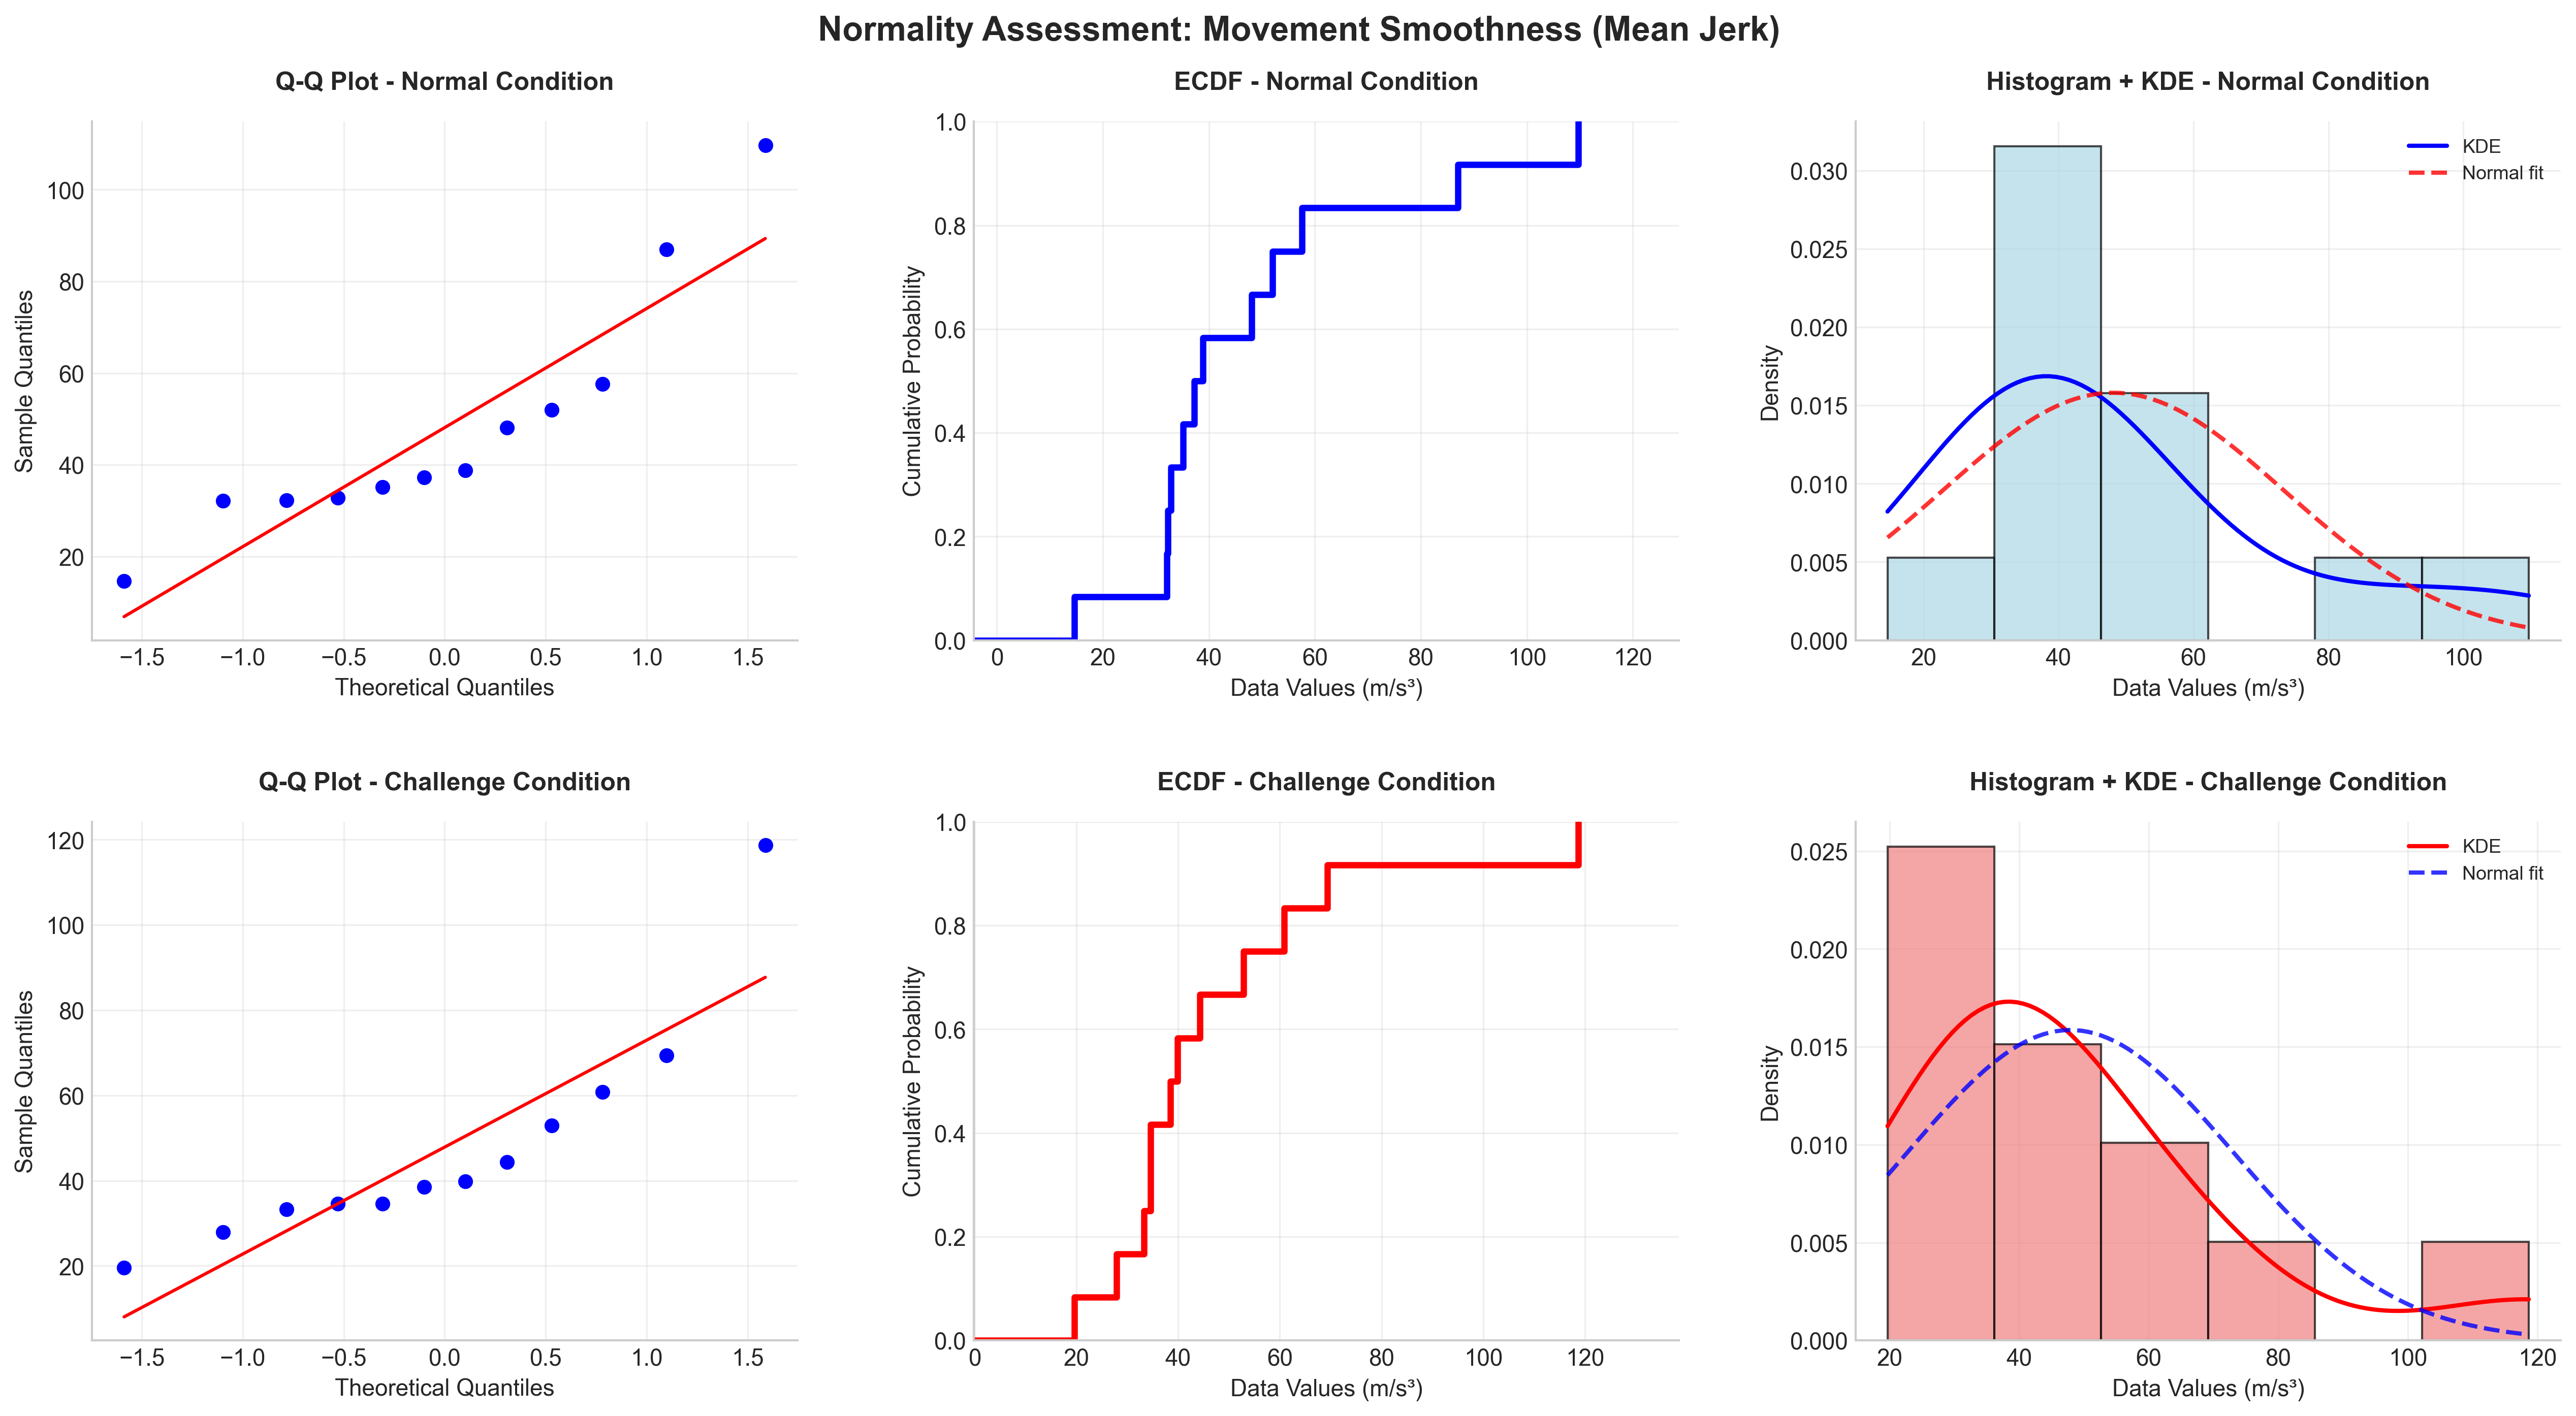 Normality Assessment: Movement Smoothness (Mean Jerk)
Q-Q Plot - Normal Condition
Sample Quantiles
100
80
60
40
20
−1.5 −1.0 −0.5 0.0 0.5 1.0 1.5
Theoretical Quantiles
ECDF - Normal Condition
Cumulative Probability
1.0
0.8
0.6
0.4
0.2
0.0
0 20 40 60 80 100 120
Data Values (m/s³)
Histogram + KDE - Normal Condition
KDE
Normal fit
Density
0.030
0.025
0.020
0.015
0.010
0.005
0.000
20 40 60 80 100
Data Values (m/s³)
Q-Q Plot - Challenge Condition
Sample Quantiles
120
100
80
60
40
20
−1.5 −1.0 −0.5 0.0 0.5 1.0 1.5
Theoretical Quantiles
ECDF - Challenge Condition
Cumulative Probability
1.0
0.8
0.6
0.4
0.2
0.0
0 20 40 60 80 100 120
Data Values (m/s³)
Histogram + KDE - Challenge Condition
KDE
Normal fit
Density
0.025
0.020
0.015
0.010
0.005
0.000
20 40 60 80 100 120
Data Values (m/s³)